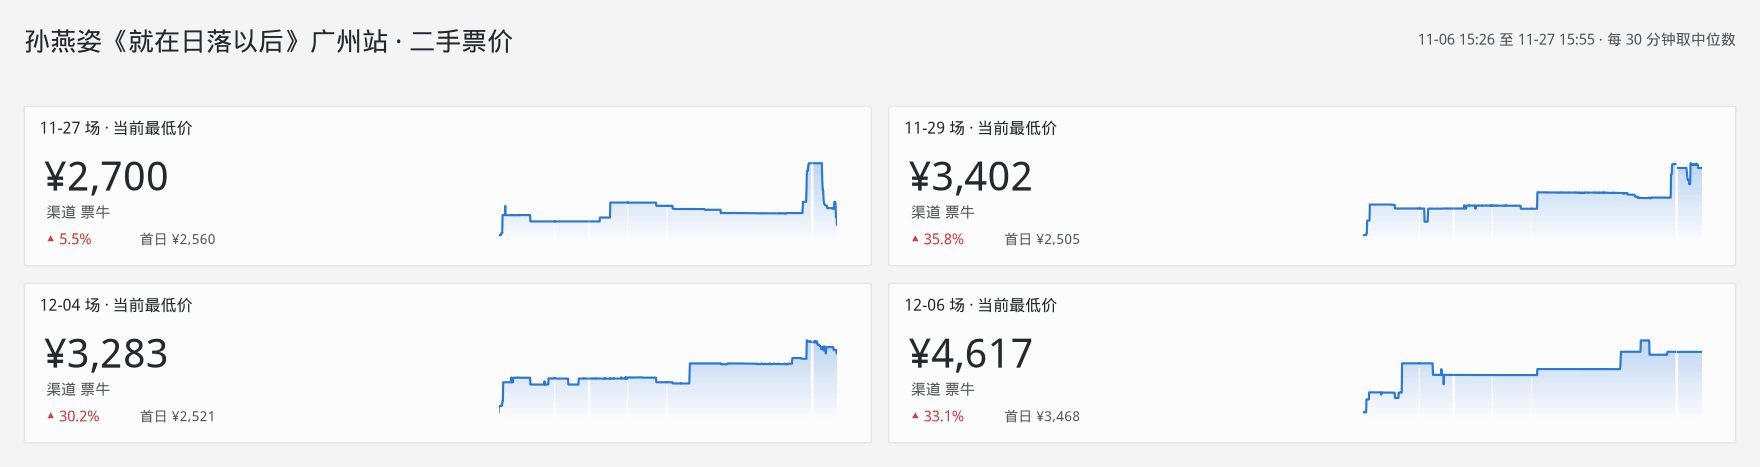 孙燕姿《就在日落以后》广州站 · 二手票价
11-06 15:26 至 11-27 15:55 · 每 30 分钟取中位数
11-27 场 · 当前最低价
¥2,700
渠道 票牛
▲ 5.5% 首日 ¥2,560
11-29 场 · 当前最低价
¥3,402
渠道 票牛
▲ 35.8% 首日 ¥2,505
12-04 场 · 当前最低价
¥3,283
渠道 票牛
▲ 30.2% 首日 ¥2,521
12-06 场 · 当前最低价
¥4,617
渠道 票牛
▲ 33.1% 首日 ¥3,468